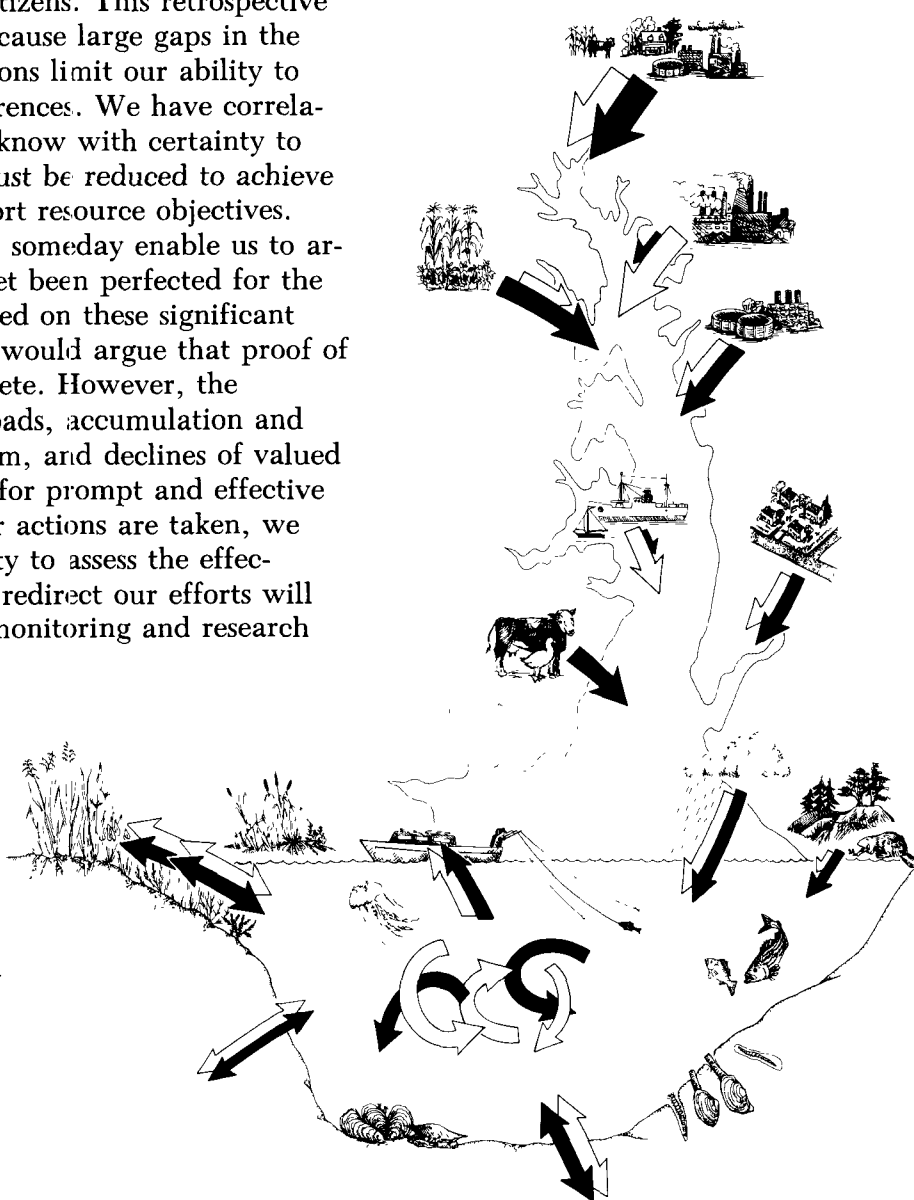 tizens. This retrospective
cause large gaps in the
ons limit our ability to
rences. We have correla-
know with certainty to
ust be reduced to achieve
ort resource objectives.
someday enable us to ar-
et been perfected for the
ed on these significant
would argue that proof of
ete. However, the
oads, accumulation and
m, and declines of valued
for prompt and effective
r actions are taken, we
ty to assess the effec-
redirect our efforts will
monitoring and research